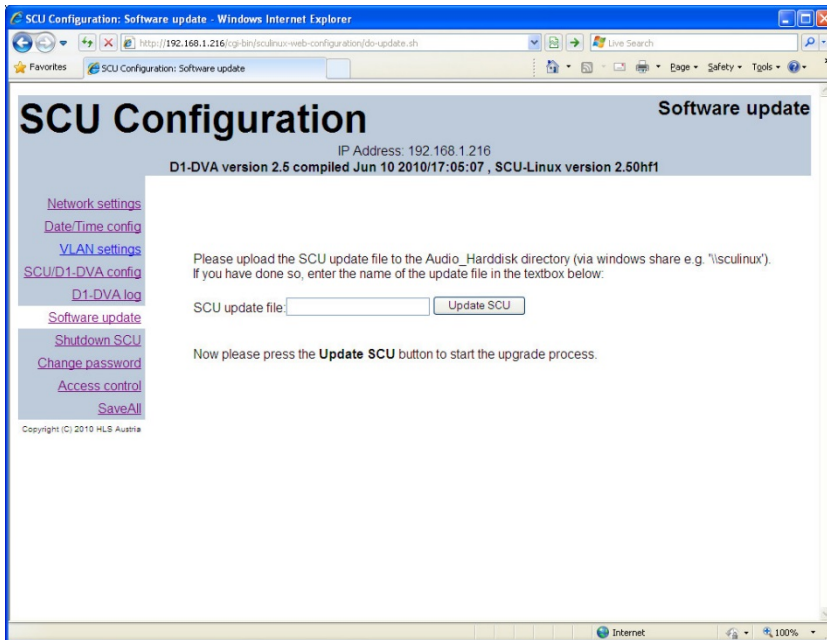 SCU Configuration: Software update - Windows Internet Explorer
http://192.168.1.216/cgi-bin/sculinux-web-configuration/do-update.sh
Live Search
Favorites
SCU Configuration: Software update
Page
Safety
Tools
SCU Configuration
Software update
IP Address: 192.168.1.216
D1-DVA version 2.5 compiled Jun 10 2010/17:05:07 , SCU-Linux version 2.50hf1
Network settings
Date/Time config
VLAN settings
SCU/D1-DVA config
D1-DVA log
Software update
Shutdown SCU
Change password
Access control
SaveAll
Copyright (C) 2010 HLS Austria
Please upload the SCU update file to the Audio_Harddisk directory (via windows share e.g. '\\sculinux').
If you have done so, enter the name of the update file in the textbox below:
SCU update file:
Update SCU
Now please press the Update SCU button to start the upgrade process.
Internet
100%